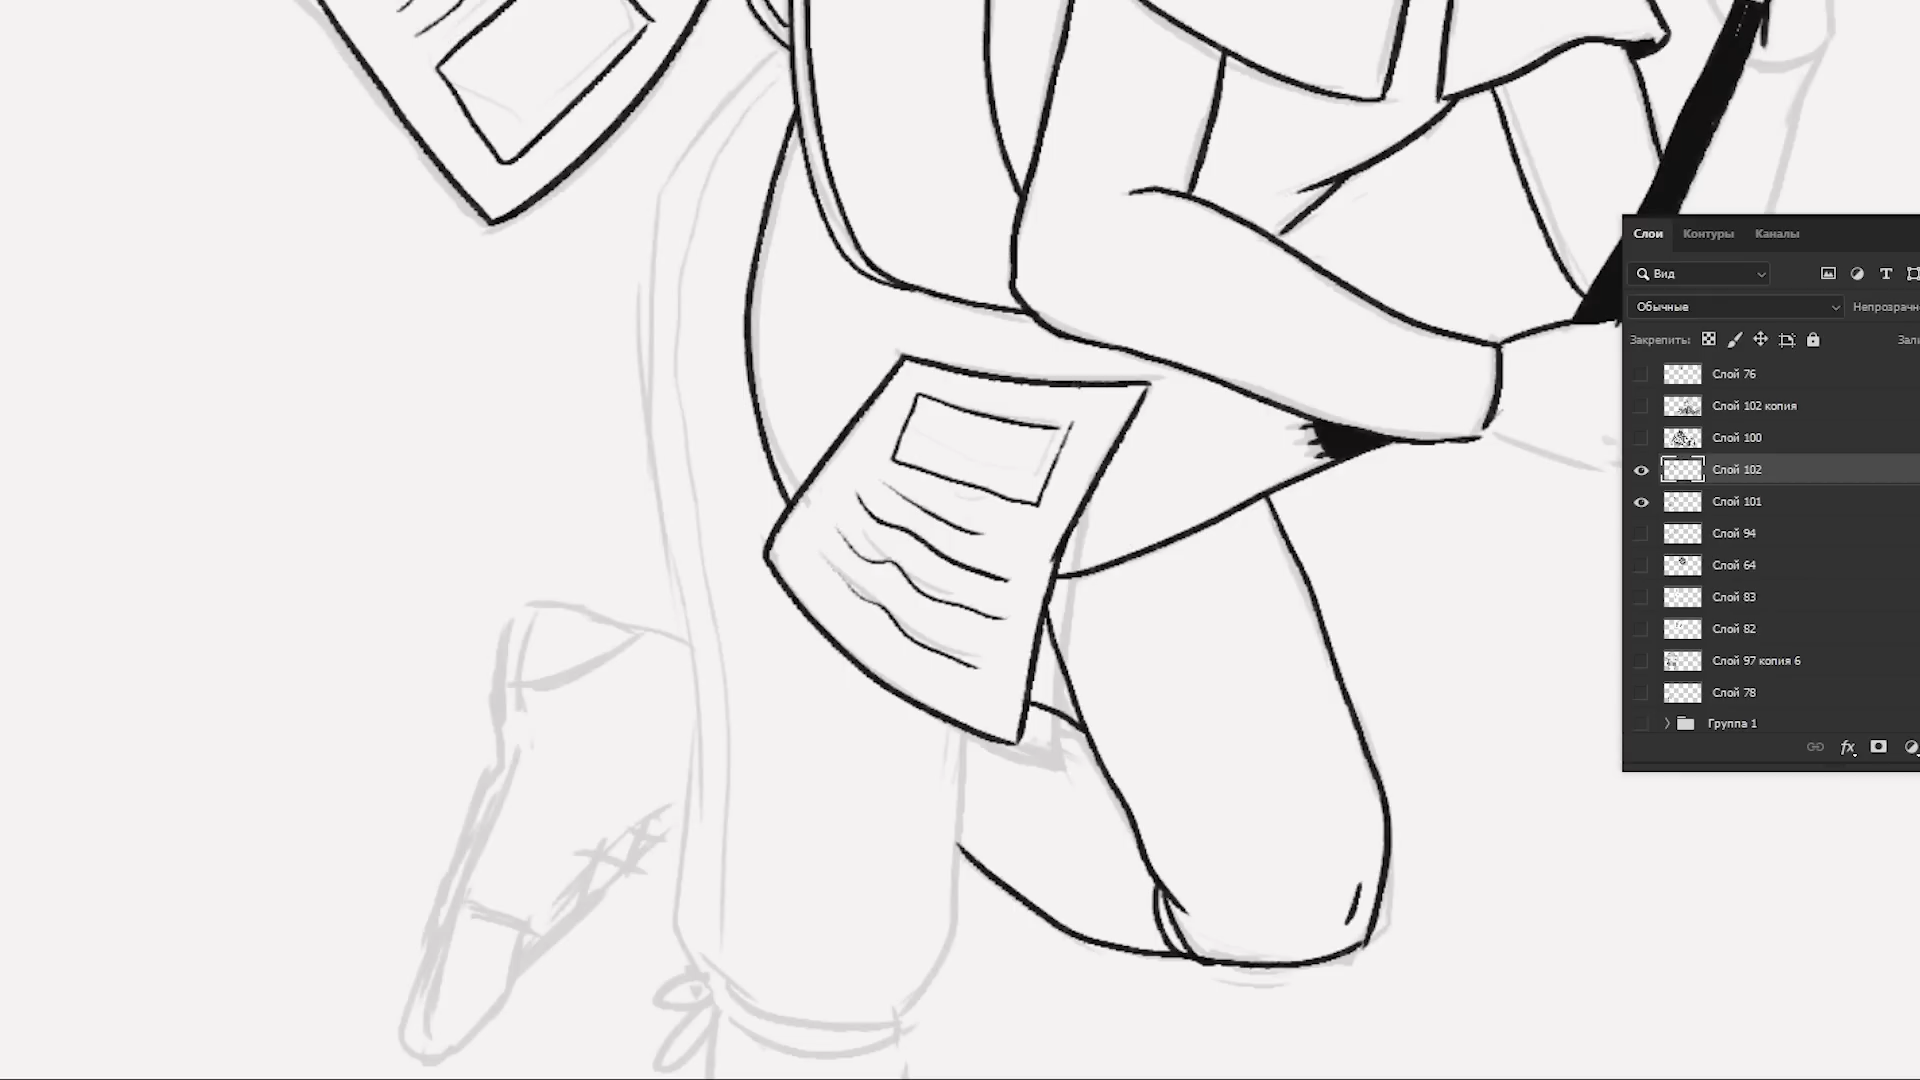 Слои Контуры Каналы
Вид
Обычные Непрозрачн
Закрепить: Зали
Слой 76
Слой 102 копия
Слой 100
Слой 102
Слой 101
Слой 94
Слой 64
Слой 83
Слой 82
Слой 97 копия 6
Слой 78
Группа 1
fx